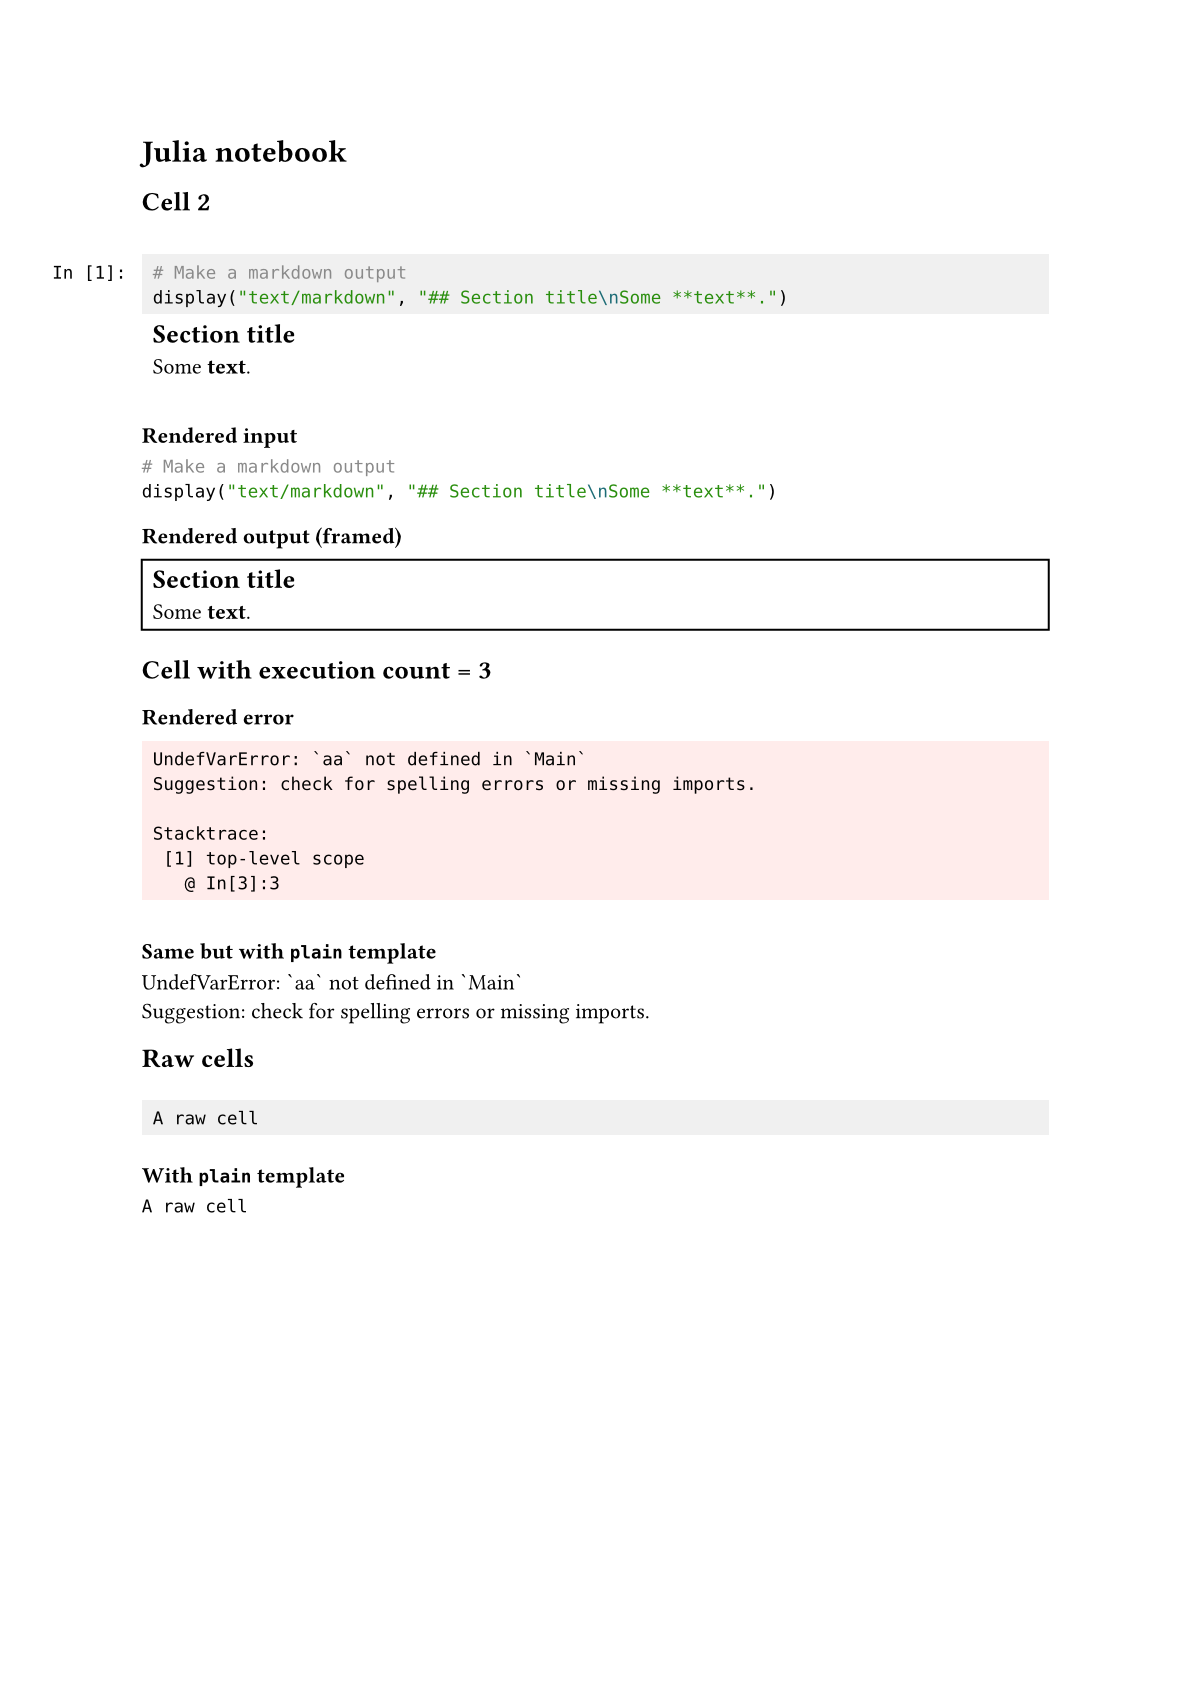 Julia notebook
Cell 2
In [1]: # Make a markdown output
display("text/markdown", "## Section title\nSome **text**.")
Section title
Some text.
Rendered input
# Make a markdown output
display("text/markdown", "## Section title\nSome **text**.")
Rendered output (framed)
Section title
Some text.
Cell with execution count = 3
Rendered error
UndefVarError: `aa` not defined in `Main`
Suggestion: check for spelling errors or missing imports.
Stacktrace:
[1] top-level scope
@ In[3]:3
Same but with plain template
UndefVarError: `aa` not defined in `Main`
Suggestion: check for spelling errors or missing imports.
Raw cells
A raw cell
With plain template
A raw cell